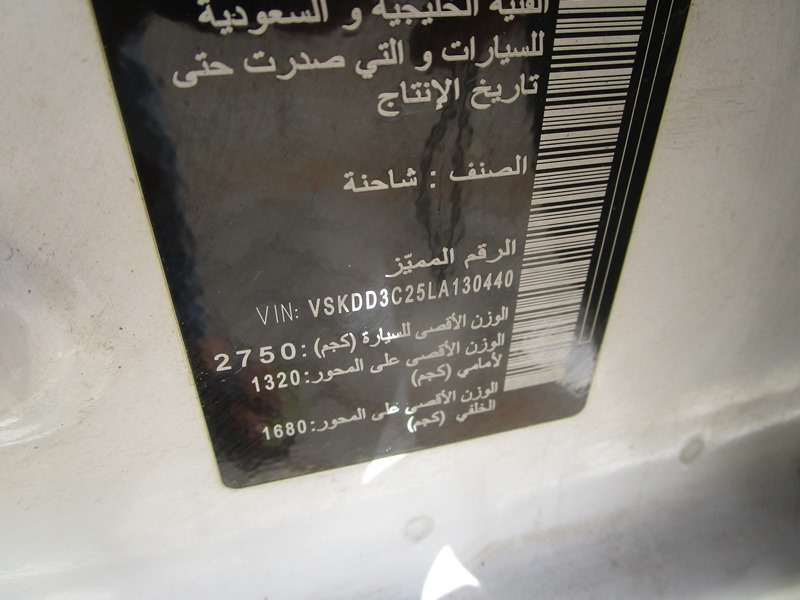 الفنية الخليجية و السعودية
للسيارات و التي صدرت حتى
تاريخ الإنتاج
الصنف : شاحنة
الرقم المميّز
VIN: VSKDD3C25LA130440
الوزن الأقصى للسيارة (كجم): 2750
الوزن الأقصى على المحور: 1320
لأمامي (كجم)
الوزن الأقصى على المحور: 1680
الخلفي (كجم)